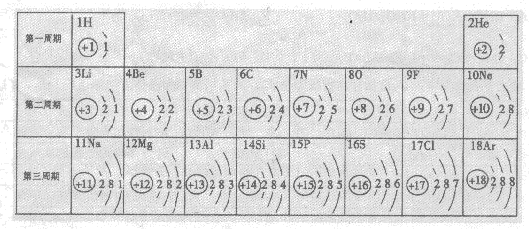 1H 2He
第一周期 +1 1 +2 2
3Li 4Be 5B 6C 7N 8O 9F 10Ne
第二周期 +3 2 1 +4 2 2 +5 2 3 +6 2 4 +7 2 5 +8 2 6 +9 2 7 +10 2 8
11Na 12Mg 13Al 14Si 15P 16S 17Cl 18Ar
第三周期 +11 2 8 1 +12 2 8 2 +13 2 8 3 +14 2 8 4 +15 2 8 5 +16 2 8 6 +17 2 8 7 +18 2 8 8